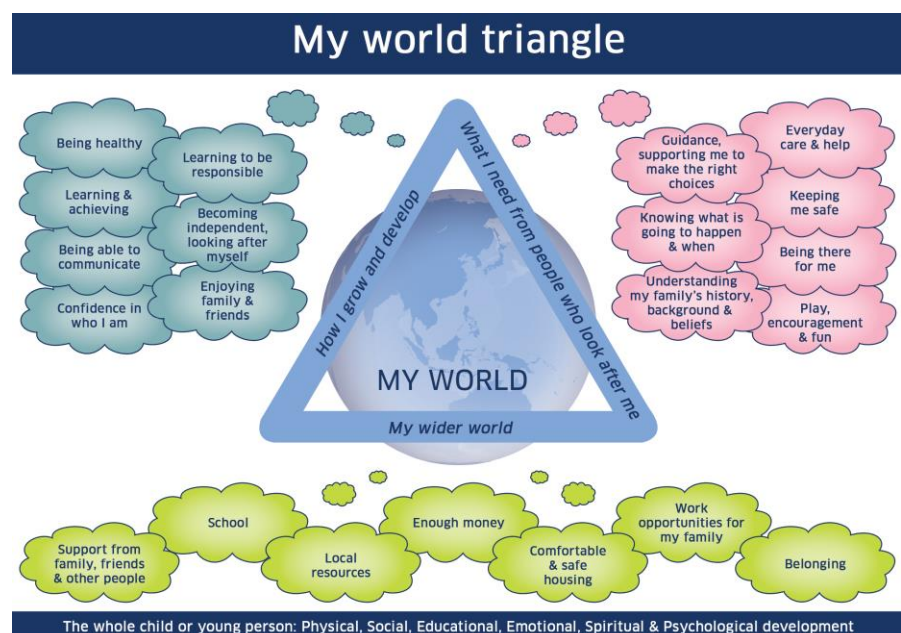 My world triangle
Being healthy
Learning to be
responsible
Learning &
achieving
Becoming
independent,
looking after
myself
Being able to
communicate
Enjoying
family &
friends
Confidence in
who I am
How I grow and develop
What I need from people who look after me
MY WORLD
My wider world
Guidance,
supporting me to
make the right
choices
Everyday
care & help
Knowing what is
going to happen
& when
Keeping
me safe
Being there
for me
Understanding
my family's history,
background &
beliefs
Play,
encouragement
& fun
Support from
family, friends
& other people
School
Local
resources
Enough money
Comfortable
& safe
housing
Work
opportunities for
my family
Belonging
The whole child or young person: Physical, Social, Educational, Emotional, Spiritual & Psychological development